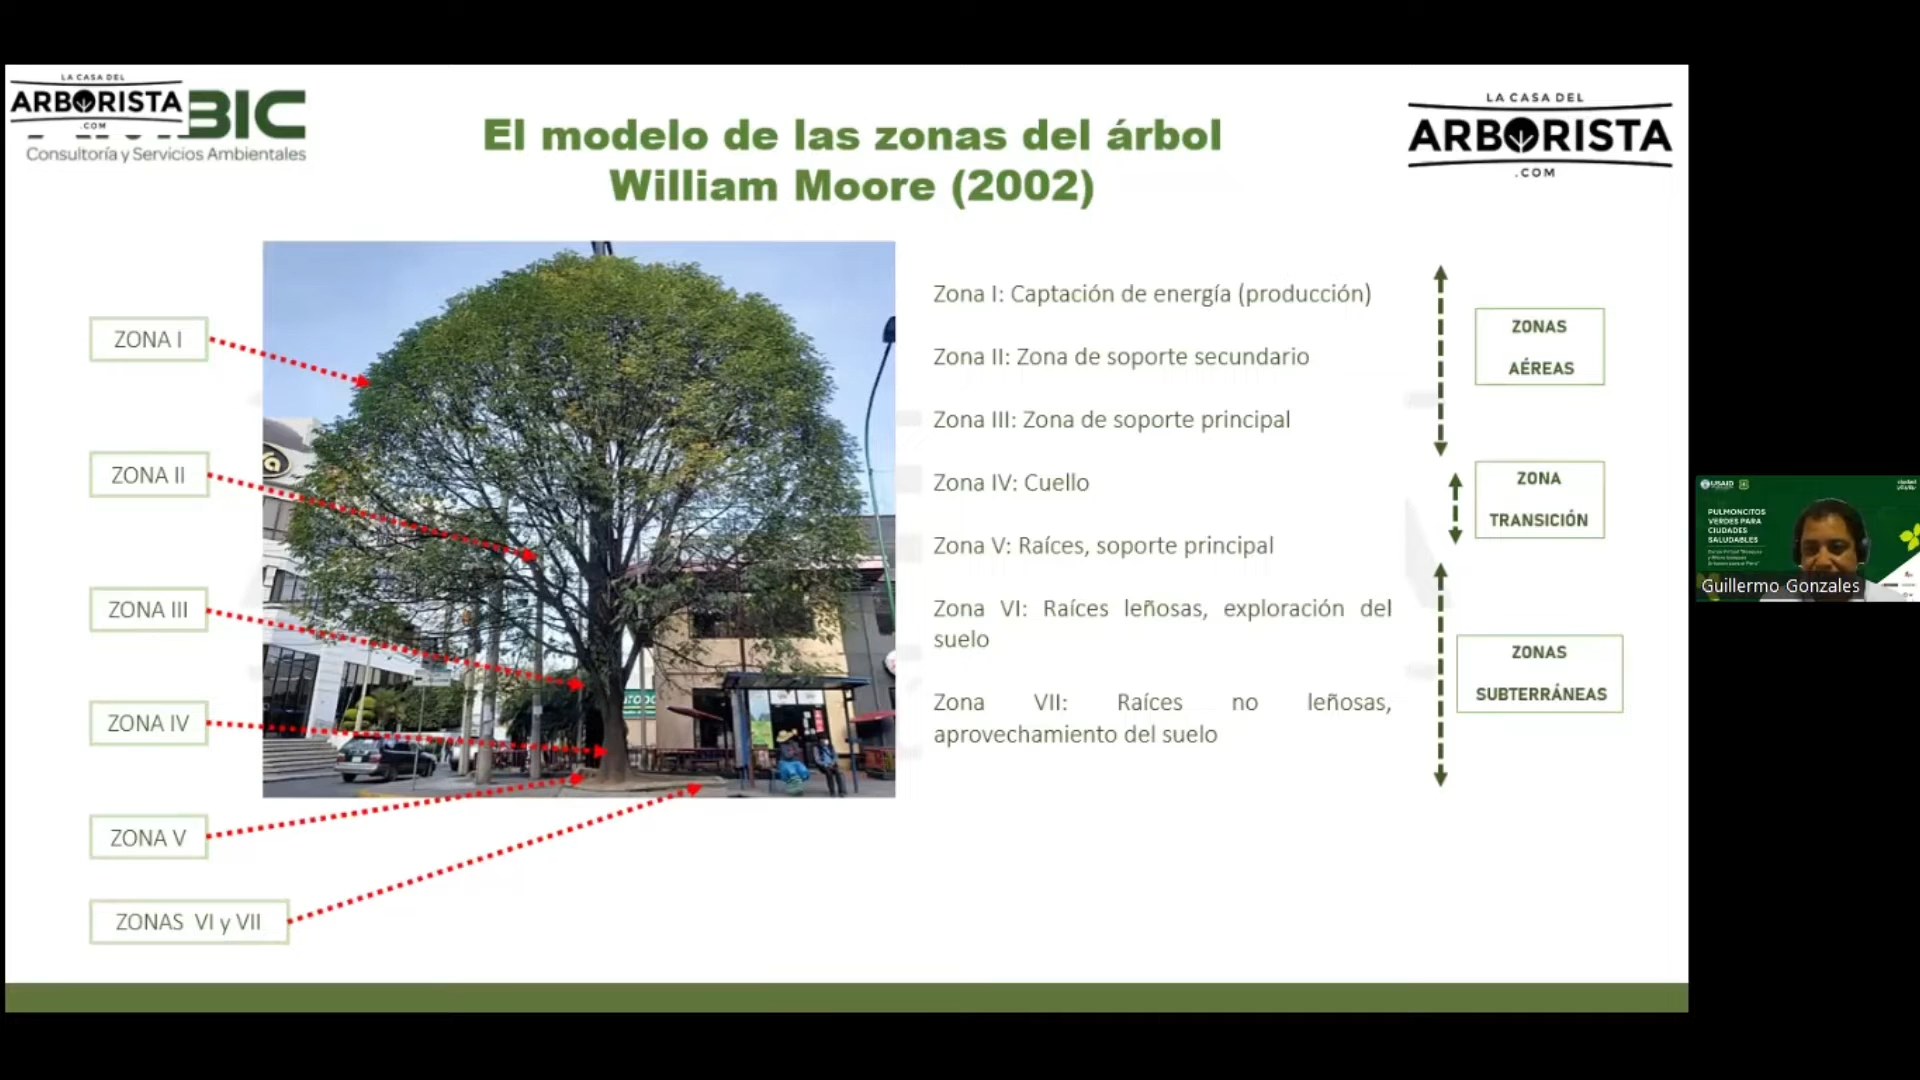 LA CASA DEL
ARBORISTA
.COM
BIC
Consultoría y Servicios Ambientales
El modelo de las zonas del árbol
William Moore (2002)
LA CASA DEL
ARBORISTA
.COM
ZONA I
ZONA II
ZONA III
ZONA IV
ZONA V
ZONAS VI y VII
Zona I: Captación de energía (producción)
Zona II: Zona de soporte secundario
Zona III: Zona de soporte principal
Zona IV: Cuello
Zona V: Raíces, soporte principal
Zona VI: Raíces leñosas, exploración del
suelo
Zona VII: Raíces no leñosas,
aprovechamiento del suelo
ZONAS
AÉREAS
ZONA
TRANSICIÓN
ZONAS
SUBTERRÁNEAS
USAID
PULMONCITOS
VERDES PARA
CIUDADES
SALUDABLES
Guillermo Gonzales